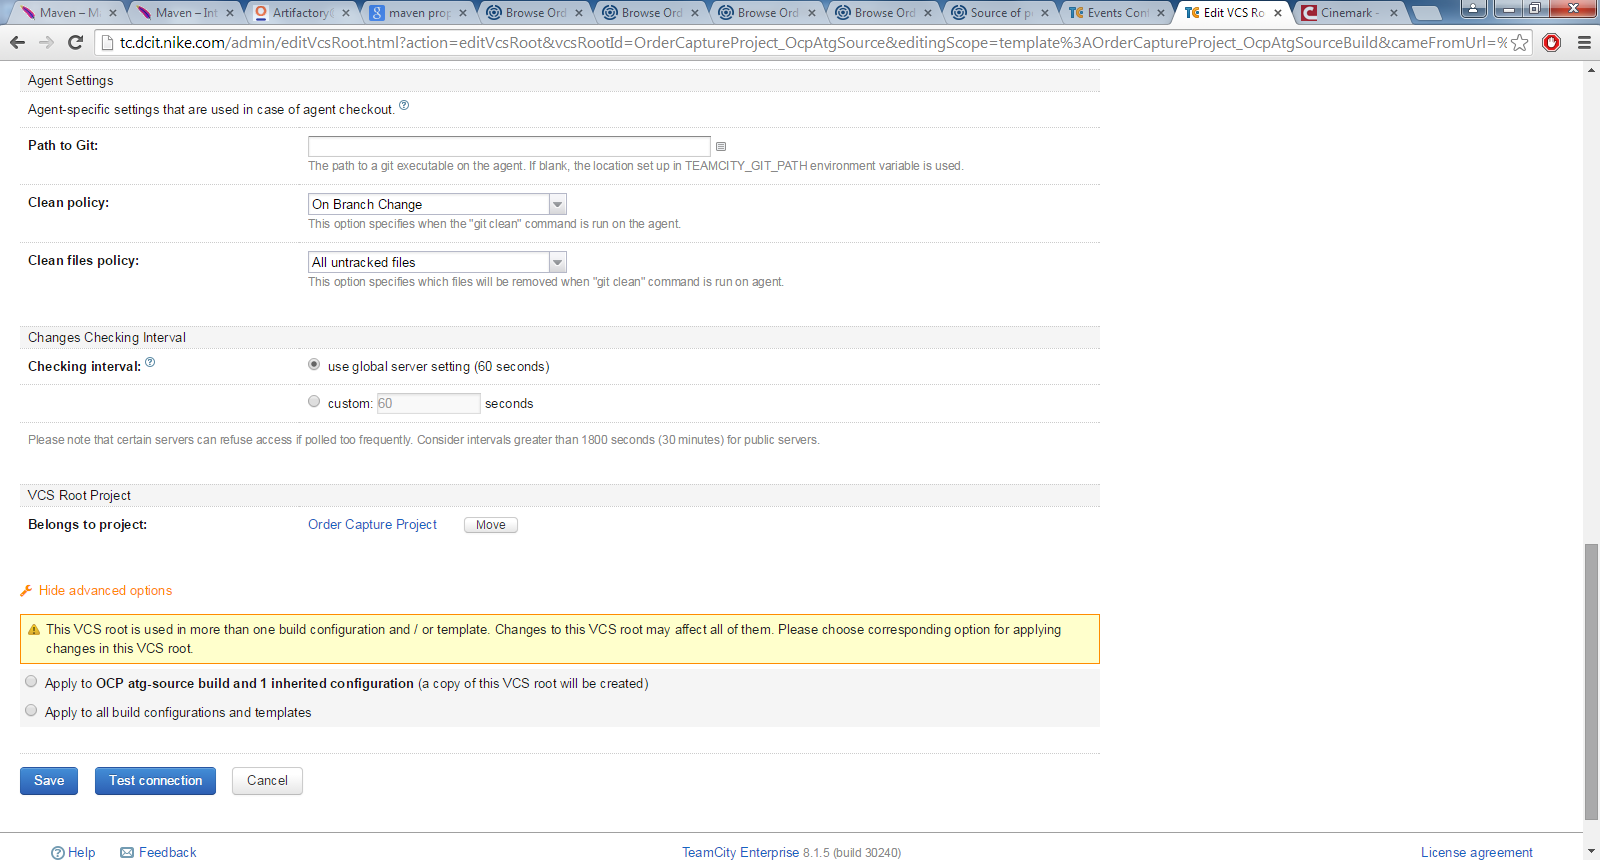 Maven – M
Maven – Int
Artifactory
maven prop
Browse Ord
Browse Ord
Browse Ord
Browse Ord
Source of p
TC Events Conf
TC Edit VCS Ro
Cinemark -
tc.dcit.nike.com/admin/editVcsRoot.html?action=editVcsRoot&vcsRootId=OrderCaptureProject_OcpAtgSource&editingScope=template%3AOrderCaptureProject_OcpAtgSourceBuild&cameFromUrl=%
Agent Settings
Agent-specific settings that are used in case of agent checkout. ?
Path to Git:
The path to a git executable on the agent. If blank, the location set up in TEAMCITY_GIT_PATH environment variable is used.
Clean policy: On Branch Change
This option specifies when the "git clean" command is run on the agent.
Clean files policy: All untracked files
This option specifies which files will be removed when "git clean" command is run on agent.
Changes Checking Interval
Checking interval: ? use global server setting (60 seconds)
custom: 60 seconds
Please note that certain servers can refuse access if polled too frequently. Consider intervals greater than 1800 seconds (30 minutes) for public servers.
VCS Root Project
Belongs to project: Order Capture Project Move
Hide advanced options
This VCS root is used in more than one build configuration and / or template. Changes to this VCS root may affect all of them. Please choose corresponding option for applying
changes in this VCS root.
Apply to OCP atg-source build and 1 inherited configuration (a copy of this VCS root will be created)
Apply to all build configurations and templates
Save Test connection Cancel
? Help Feedback TeamCity Enterprise 8.1.5 (build 30240) License agreement